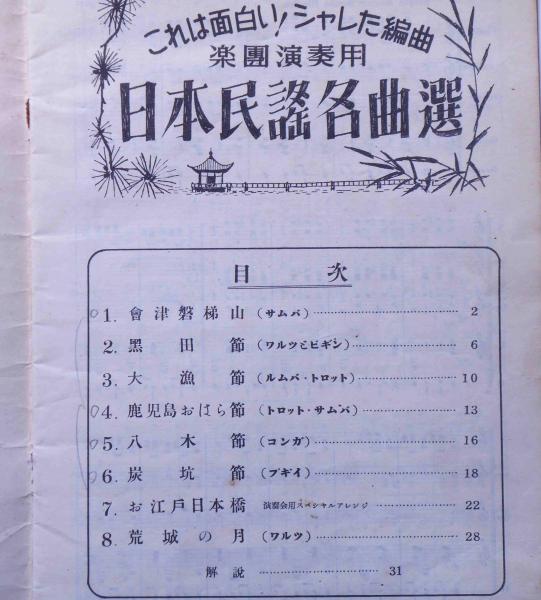 これは面白い!シャレた編曲
楽團演奏用
日本民謠名曲選
目次
1. 會津磐梯山 (サムバ) 2
2. 黑田節 (ワルツとビギン) 6
3. 大漁節 (ルムバ・トロット) 10
4. 鹿児島おはら節 (トロット・サムバ) 13
5. 八木節 (コンガ) 16
6. 炭坑節 (ブギイ) 18
7. お江戸日本橋 演奏会用スペシャルアレンジ 22
8. 荒城の月 (ワルツ) 28
解説 31